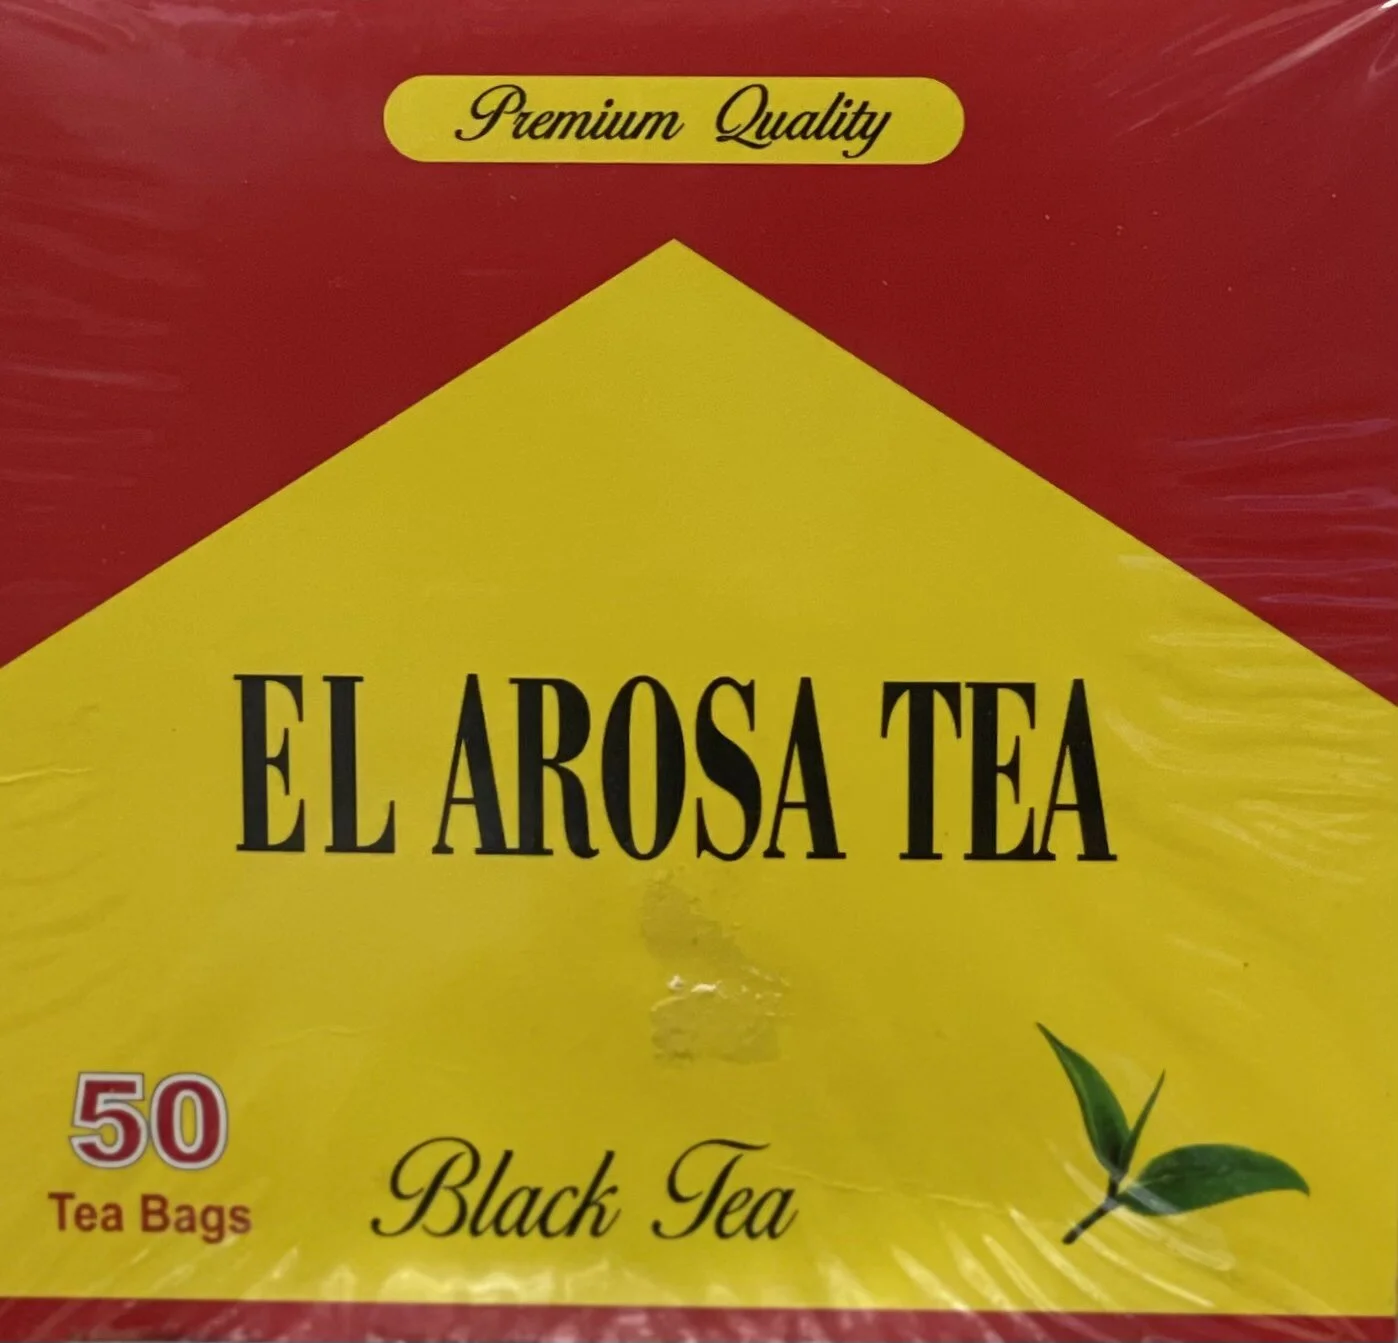 Premium Quality
EL AROSA TEA
50
Tea Bags
Black Tea